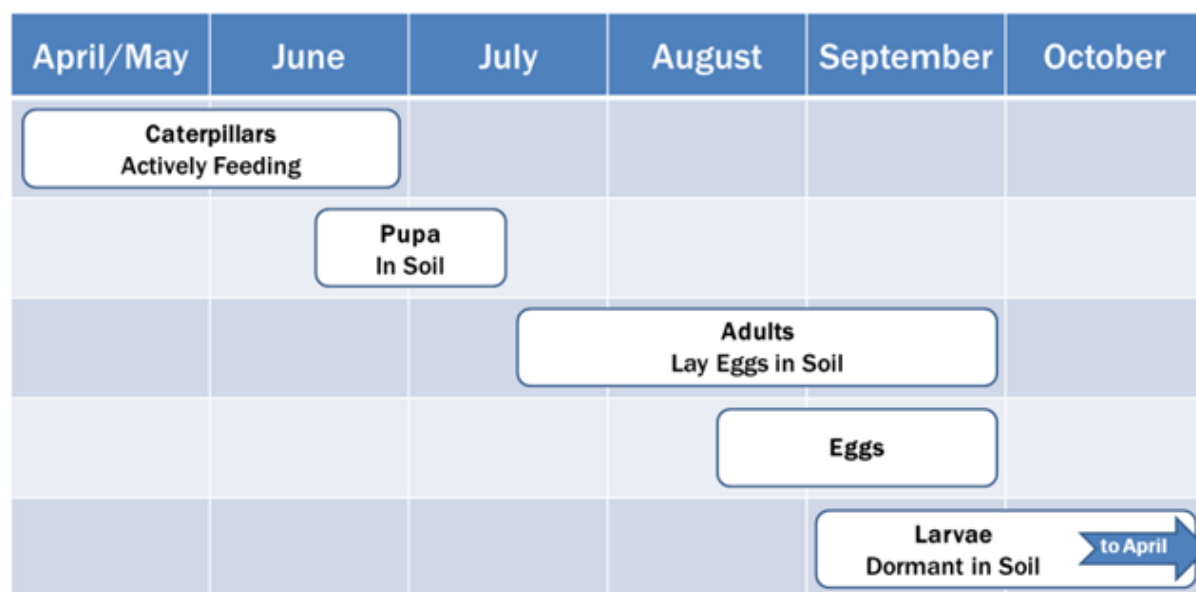 April/May June July August September October
Caterpillars
Actively Feeding
Pupa
In Soil
Adults
Lay Eggs in Soil
Eggs
Larvae
Dormant in Soil
to April